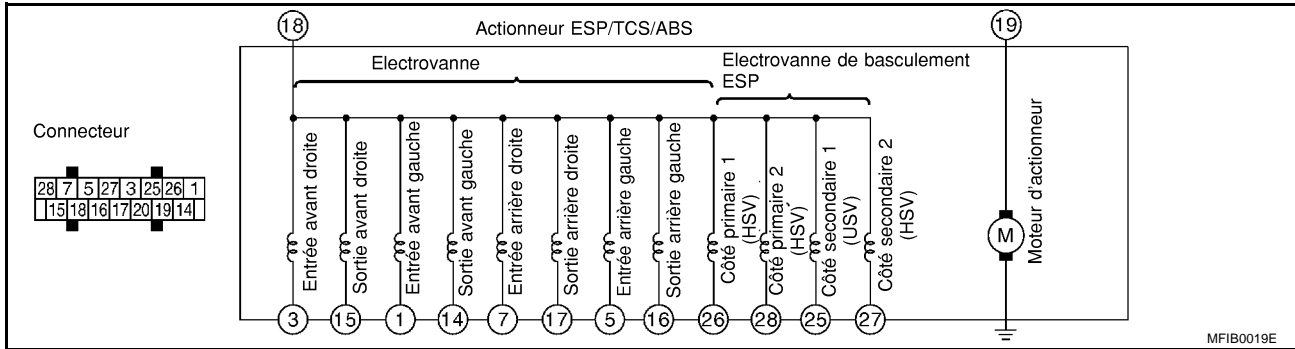 18
Actionneur ESP/TCS/ABS
19
Electrovanne
Electrovanne de basculement
ESP
Connecteur
28 7 5 27 3 25 26 1
15 18 16 17 20 19 14
Entrée avant droite
Sortie avant droite
Entrée avant gauche
Sortie avant gauche
Entrée arrière droite
Sortie arrière droite
Entrée arrière gauche
Sortie arrière gauche
Côté primaire 1
(HSV)
Côté primaire 2
(HSV)
Côté secondaire 1
(USV)
Côté secondaire 2
(HSV)
M
Moteur d'actionneur
3 15 1 14 7 17 5 16 26 28 25 27
MFIB0019E